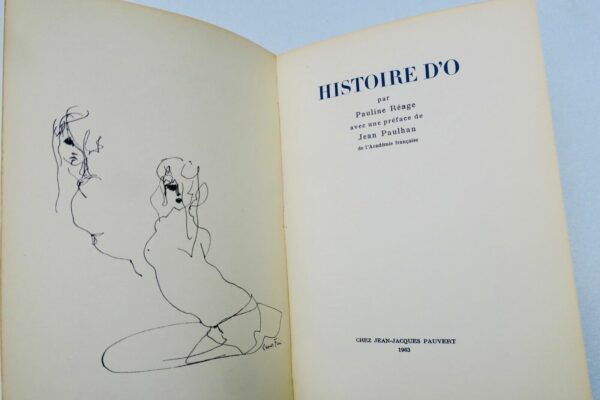 HISTOIRE D'O
par
Pauline Réage
avec une préface de
Jean Paulhan
de l'Académie française
CHEZ JEAN-JACQUES PAUVERT
1963